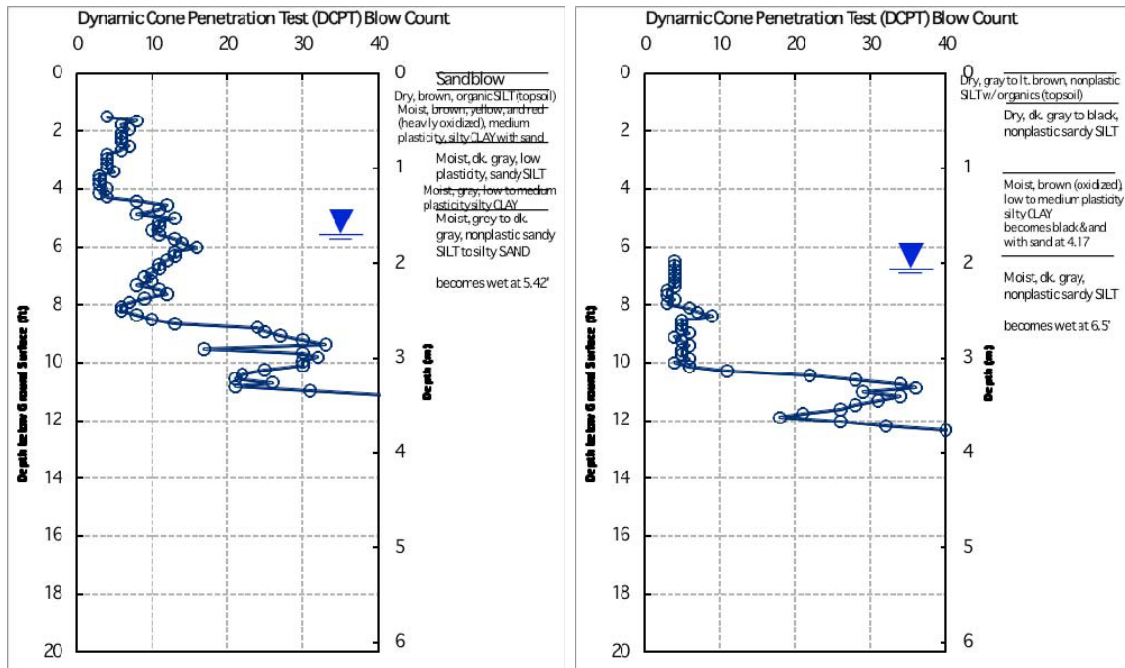 Dynamic Cone Penetration Test (DCPT) Blow Count
0 10 20 30 40
0
2
4
6
8
10
12
14
16
18
20
Depth below Ground Surface (ft)
0
1
2
3
4
5
6
Depth (m)
Sandblow
Dry, brown, organic SILT (topsoil)
Moist, brown, yellow, and red
(heavily oxidized), medium
plasticity, silty CLAY with sand
Moist, dk. gray, low
plasticity, sandy SILT
Moist, gray, low to medium
plasticity silty CLAY
Moist, grey to dk.
gray, nonplastic sandy
SILT to silty SAND
becomes wet at 5.42'
Dynamic Cone Penetration Test (DCPT) Blow Count
0 10 20 30 40
0
2
4
6
8
10
12
14
16
18
20
Depth below Ground Surface (ft)
0
1
2
3
4
5
6
Depth (m)
Dry, gray to lt. brown, nonplastic
SILT w/ organics (topsoil)
Dry, dk. gray to black,
nonplastic sandy SILT
Moist, brown (oxidized),
low to medium plasticity
silty CLAY
becomes black & and
with sand at 4.17
Moist, dk. gray,
nonplastic sandy SILT
becomes wet at 6.5'